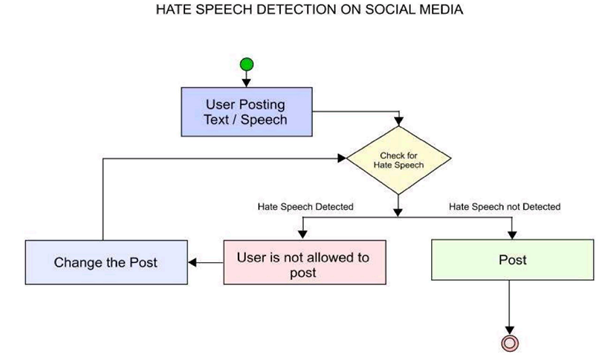 HATE SPEECH DETECTION ON SOCIAL MEDIA
User Posting
Text / Speech
Check for
Hate Speech
Hate Speech Detected
Hate Speech not Detected
Change the Post
User is not allowed to
post
Post